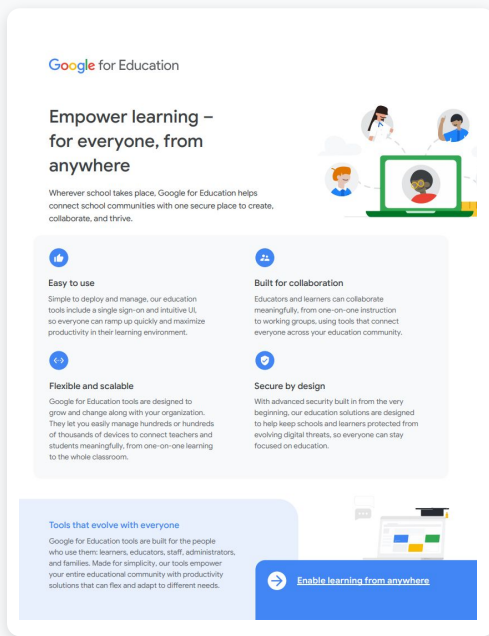 Google for Education
Empower learning –
for everyone, from
anywhere
Wherever school takes place, Google for Education helps
connect school communities with one secure place to create,
collaborate, and thrive.
Easy to use
Simple to deploy and manage, our education
tools include a single sign-on and intuitive UI,
so everyone can ramp up quickly and maximize
productivity in their learning environment.
Built for collaboration
Educators and learners can collaborate
meaningfully, from one-on-one instruction
to working groups, using tools that connect
everyone across your education community.
Flexible and scalable
Google for Education tools are designed to
grow and change along with your organization.
They let you easily manage hundreds or hundreds
of thousands of devices to connect teachers and
students meaningfully, from one-on-one learning
to the whole classroom.
Secure by design
With advanced security built in from the very
beginning, our education solutions are designed
to help keep schools and learners protected from
evolving digital threats, so everyone can stay
focused on education.
Tools that evolve with everyone
Google for Education tools are built for the people
who use them: learners, educators, staff, administrators,
and families. Made for simplicity, our tools empower
your entire educational community with productivity
solutions that can flex and adapt to different needs.
Enable learning from anywhere